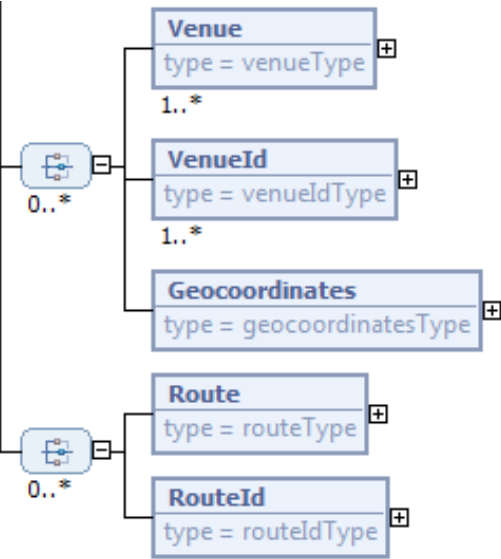 Venue
type = venueType
1..*
VenueId
type = venueIdType
0..*
1..*
Geocoordinates
type = geocoordinatesType
Route
type = routeType
0..*
RouteId
type = routeIdType